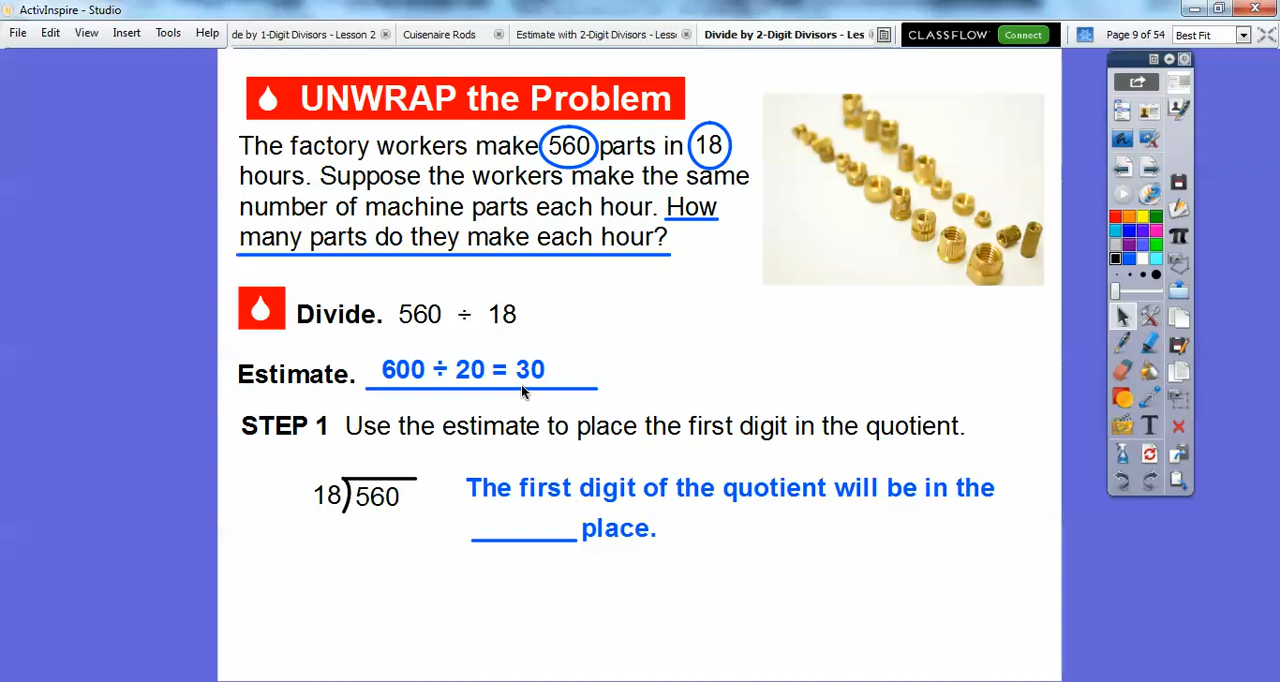 ActivInspire - Studio
File Edit View Insert Tools Help
de by 1-Digit Divisors - Lesson 2
Cuisenaire Rods
Estimate with 2-Digit Divisors - Less
Divide by 2-Digit Divisors - Les
CLASSFLOW
Connect
Page 9 of 54
Best Fit
UNWRAP the Problem
The factory workers make 560 parts in 18
hours. Suppose the workers make the same
number of machine parts each hour. How
many parts do they make each hour?
Divide. 560 ÷ 18
Estimate. 600 ÷ 20 = 30
STEP 1 Use the estimate to place the first digit in the quotient.
18)560
The first digit of the quotient will be in the
________ place.